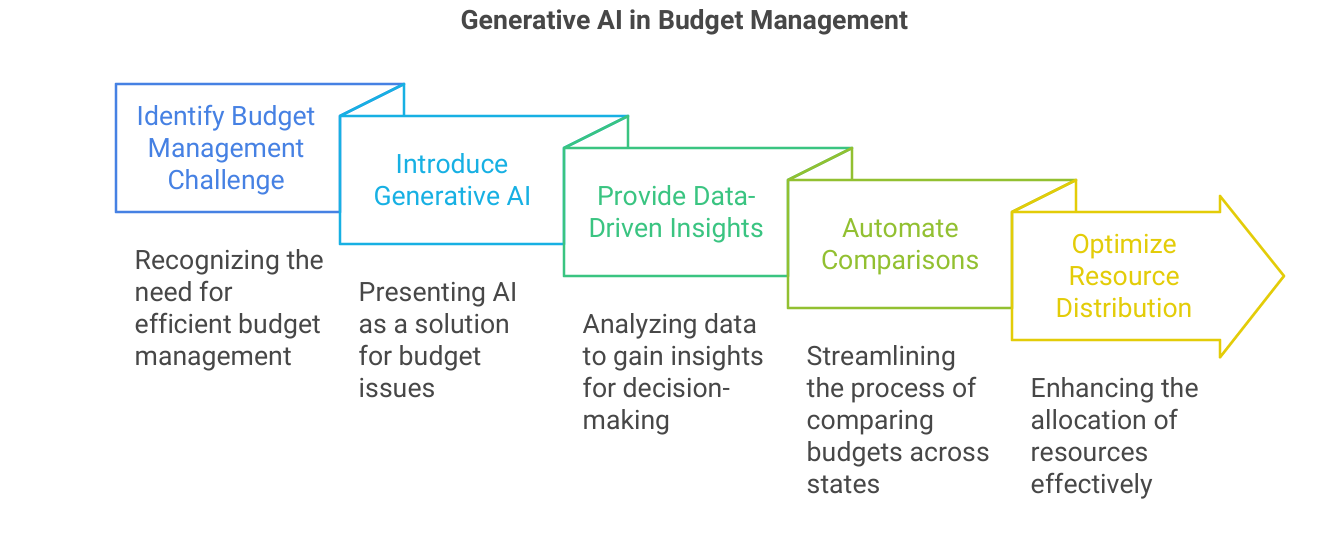 Generative AI in Budget Management
Identify Budget
Management
Challenge
Recognizing the
need for
efficient budget
management
Introduce
Generative AI
Presenting AI
as a solution
for budget
issues
Provide Data-
Driven Insights
Analyzing data
to gain insights
for decision-
making
Automate
Comparisons
Streamlining
the process of
comparing
budgets across
states
Optimize
Resource
Distribution
Enhancing the
allocation of
resources
effectively